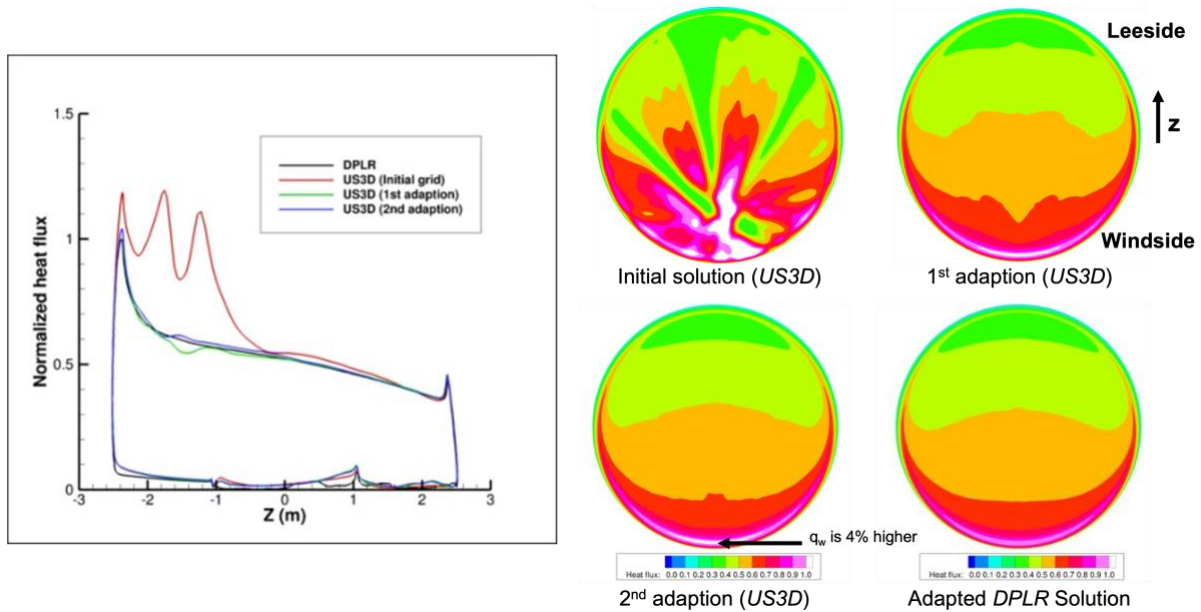 1.5
1
0.5
0
-3
-2
-1
0
1
2
3
Normalized heat flux
Z (m)
DPLR
US3D (Initial grid)
US3D (1st adaption)
US3D (2nd adaption)
Leeside
z
Windside
Initial solution (US3D)
1st adaption (US3D)
qw is 4% higher
Heat flux: 0.0 0.1 0.2 0.3 0.4 0.5 0.6 0.7 0.8 0.9 1.0
Heat flux: 0.0 0.1 0.2 0.3 0.4 0.5 0.6 0.7 0.8 0.9 1.0
2nd adaption (US3D)
Adapted DPLR Solution